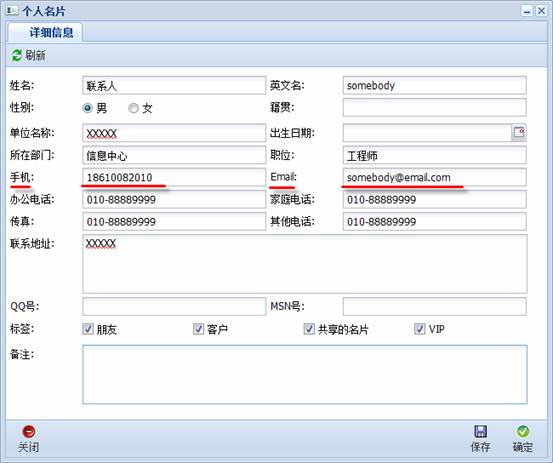 个人名片
详细信息
刷新
姓名: 联系人 英文名: somebody
性别: 男 女 籍贯:
单位名称: XXXXX 出生日期:
所在部门: 信息中心 职位: 工程师
手机: 18610082010 Email: somebody@email.com
办公电话: 010-88889999 家庭电话: 010-88889999
传真: 010-88889999 其他电话: 010-88889999
联系地址: XXXXX
QQ号: MSN号:
标签: 朋友 客户 共享的名片 VIP
备注:
关闭 保存 确定